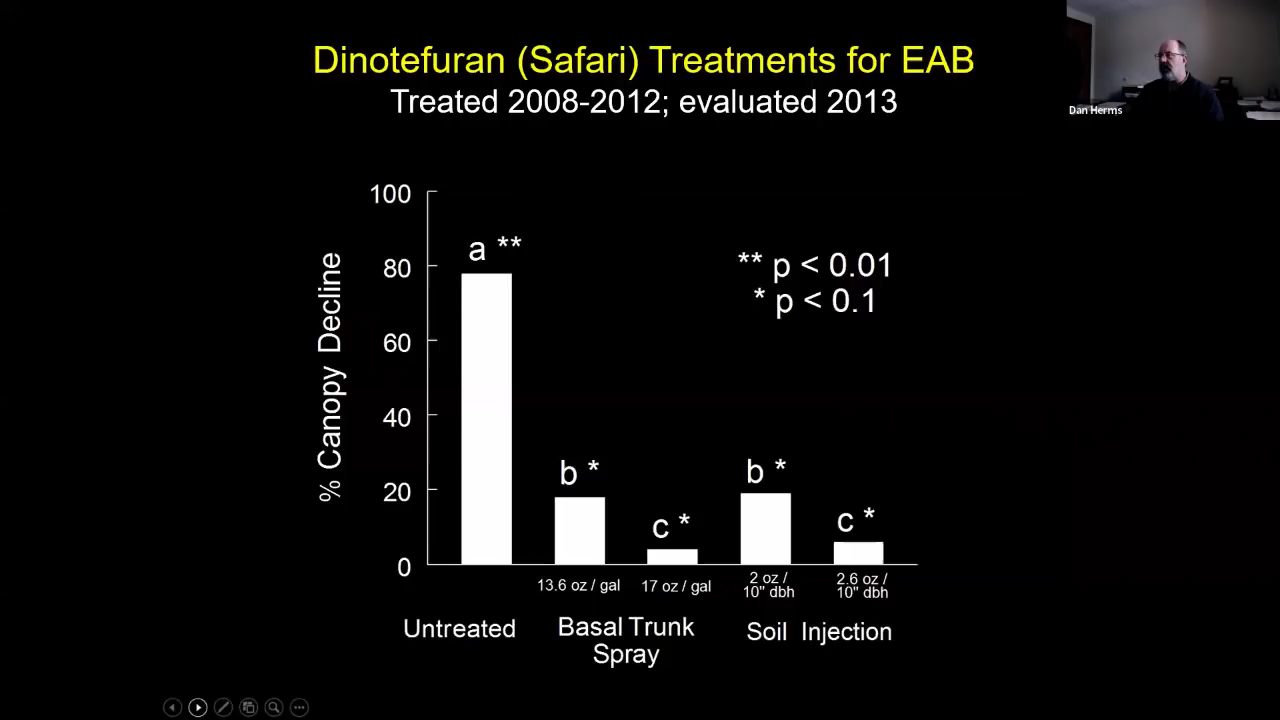 Dinotefuran (Safari) Treatments for EAB
Treated 2008-2012; evaluated 2013
Dan Herms
100
80
60
40
20
0
% Canopy Decline
a **
b *
c *
b *
c *
** p < 0.01
* p < 0.1
13.6 oz / gal
17 oz / gal
2 oz /
10" dbh
2.6 oz /
10" dbh
Untreated
Basal Trunk
Spray
Soil Injection